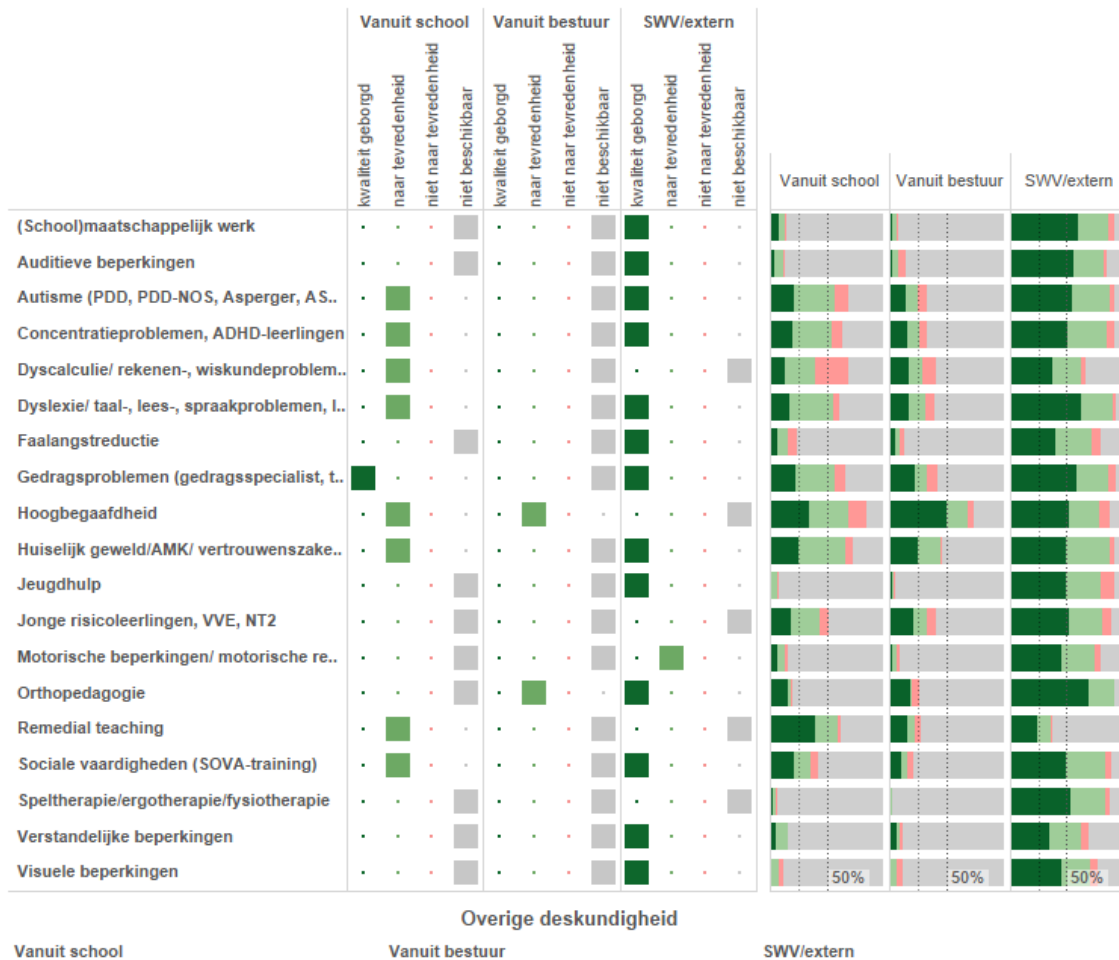 Vanuit school Vanuit bestuur SWV/extern
kwaliteit geborgd
naar tevredenheid
niet naar tevredenheid
niet beschikbaar
kwaliteit geborgd
naar tevredenheid
niet naar tevredenheid
niet beschikbaar
kwaliteit geborgd
naar tevredenheid
niet naar tevredenheid
niet beschikbaar
Vanuit school Vanuit bestuur SWV/extern
(School)maatschappelijk werk
Auditieve beperkingen
Autisme (PDD, PDD-NOS, Asperger, AS..
Concentratieproblemen, ADHD-leerlingen
Dyscalculie/ rekenen-, wiskundeproblem..
Dyslexie/ taal-, lees-, spraakproblemen, l..
Faalangstreductie
Gedragsproblemen (gedragsspecialist, t..
Hoogbegaafdheid
Huiselijk geweld/AMK/ vertrouwenszake..
Jeugdhulp
Jonge risicoleerlingen, VVE, NT2
Motorische beperkingen/ motorische re..
Orthopedagogie
Remedial teaching
Sociale vaardigheden (SOVA-training)
Speltherapie/ergotherapie/fysiotherapie
Verstandelijke beperkingen
Visuele beperkingen
50% 50% 50%
Overige deskundigheid
Vanuit school Vanuit bestuur SWV/extern